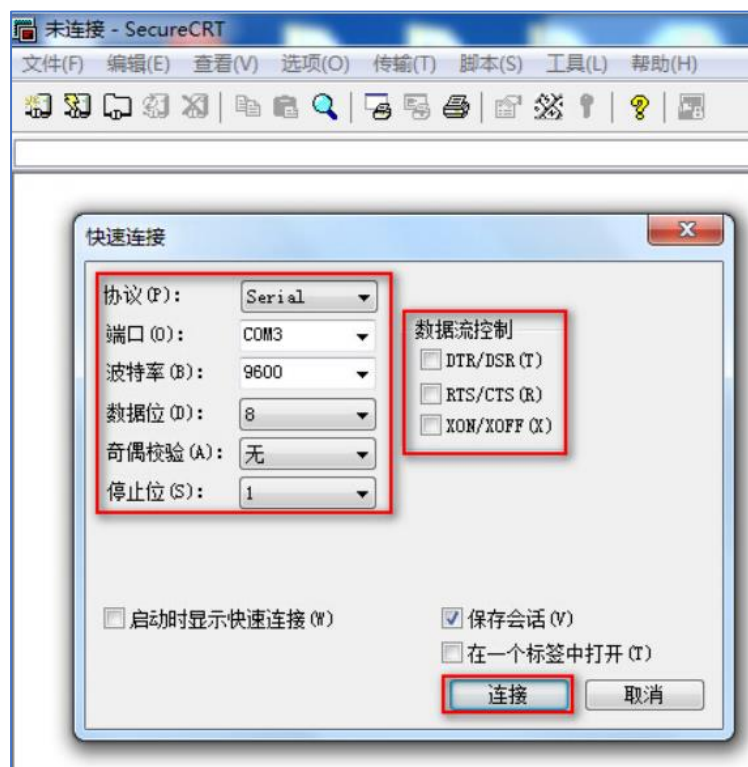 未连接 - SecureCRT
文件(F) 编辑(E) 查看(V) 选项(O) 传输(T) 脚本(S) 工具(L) 帮助(H)
快速连接
协议(P): Serial
端口(O): COM3
波特率(B): 9600
数据位(D): 8
奇偶校验(A): 无
停止位(S): 1
数据流控制
DTR/DSR(T)
RTS/CTS(R)
XON/XOFF(X)
启动时显示快速连接(W)
保存会话(V)
在一个标签中打开(T)
连接 取消